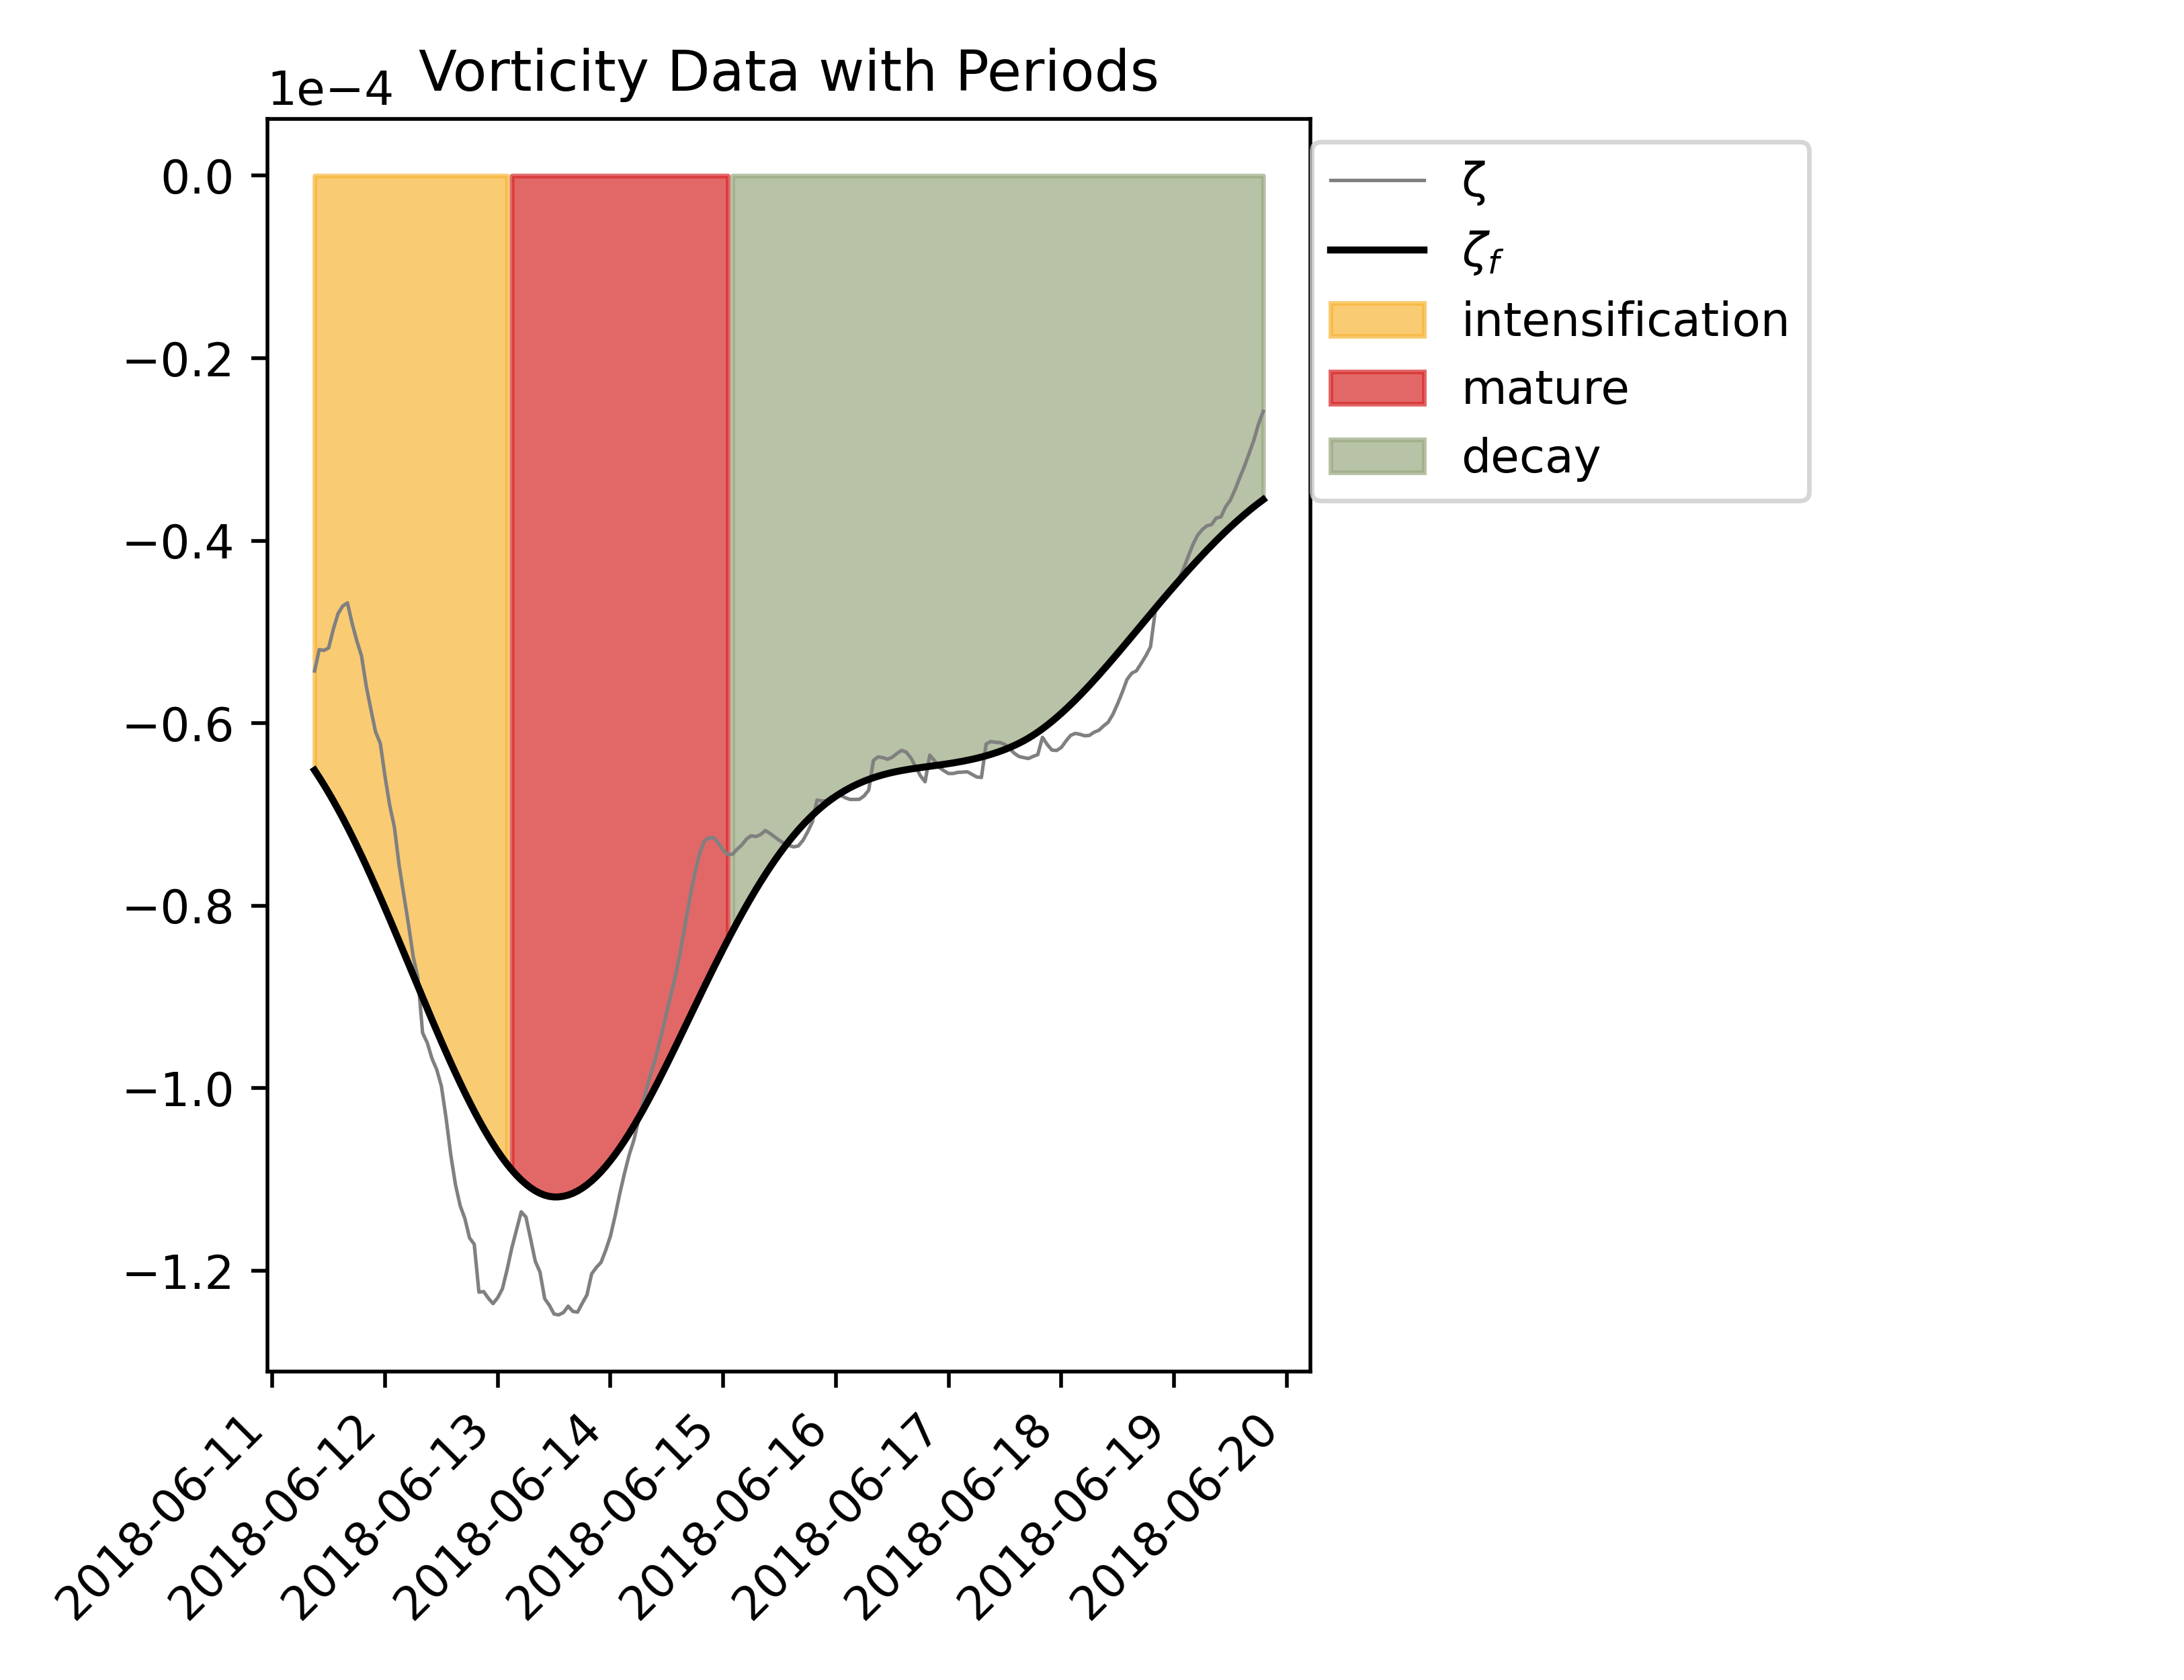 Vorticity Data with Periods
1e−4
0.0
−0.2
−0.4
−0.6
−0.8
−1.0
−1.2
2018-06-11
2018-06-12
2018-06-13
2018-06-14
2018-06-15
2018-06-16
2018-06-17
2018-06-18
2018-06-19
2018-06-20
ζ
ζf
intensification
mature
decay